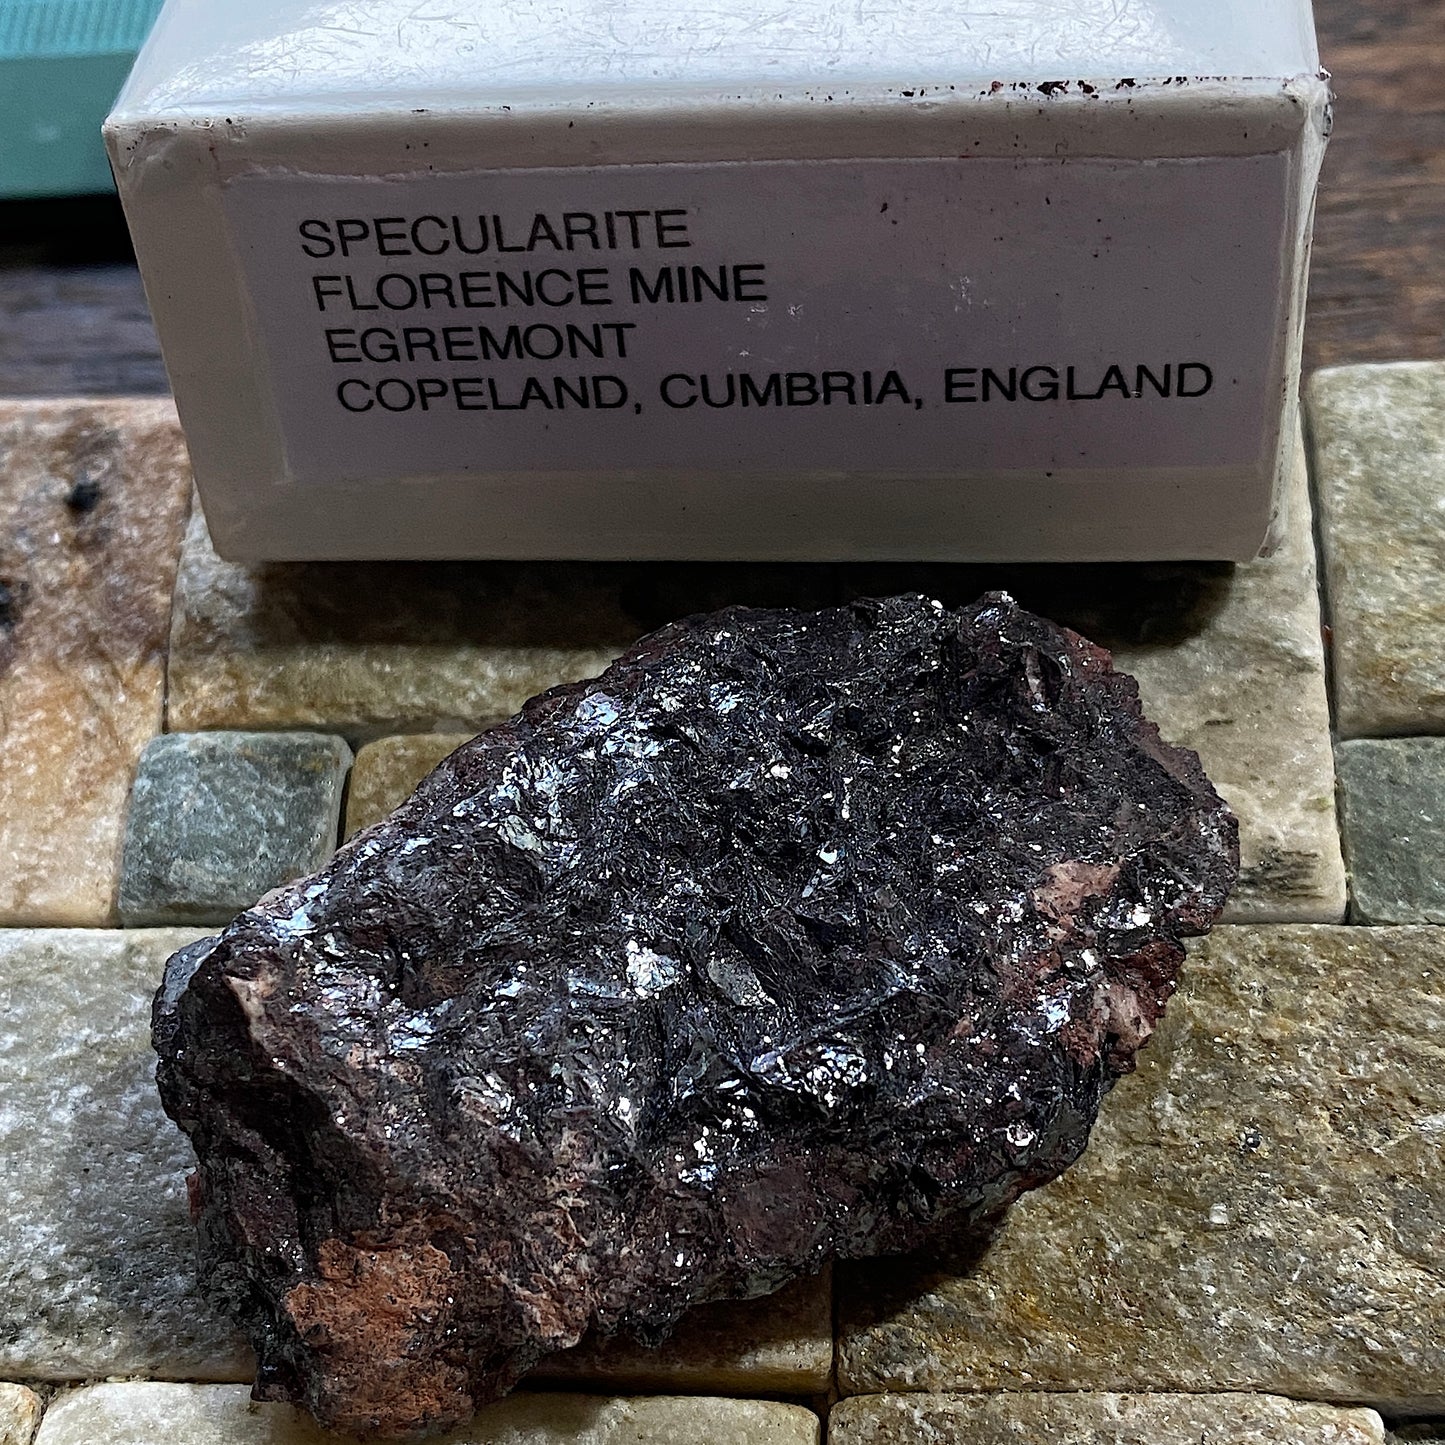 SPECULARITE
FLORENCE MINE
EGREMONT
COPELAND, CUMBRIA, ENGLAND